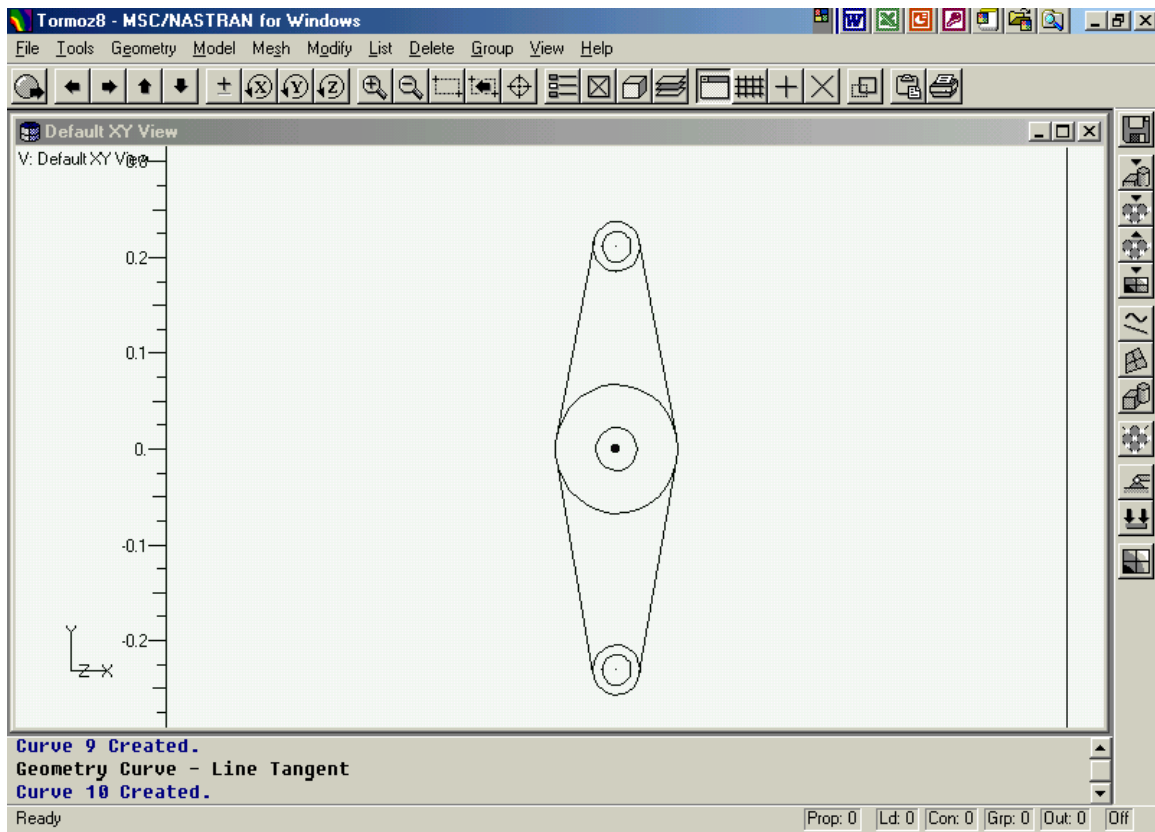 Tormoz8 - MSC/NASTRAN for Windows
File Tools Geometry Model Mesh Modify List Delete Group View Help
Default XY View
V: Default XY View
0.3
0.2
0.1
0.
-0.1
-0.2
Y
Z X
Curve 9 Created.
Geometry Curve - Line Tangent
Curve 10 Created.
Ready Prop: 0 Ld: 0 Con: 0 Grp: 0 Out: 0 Off